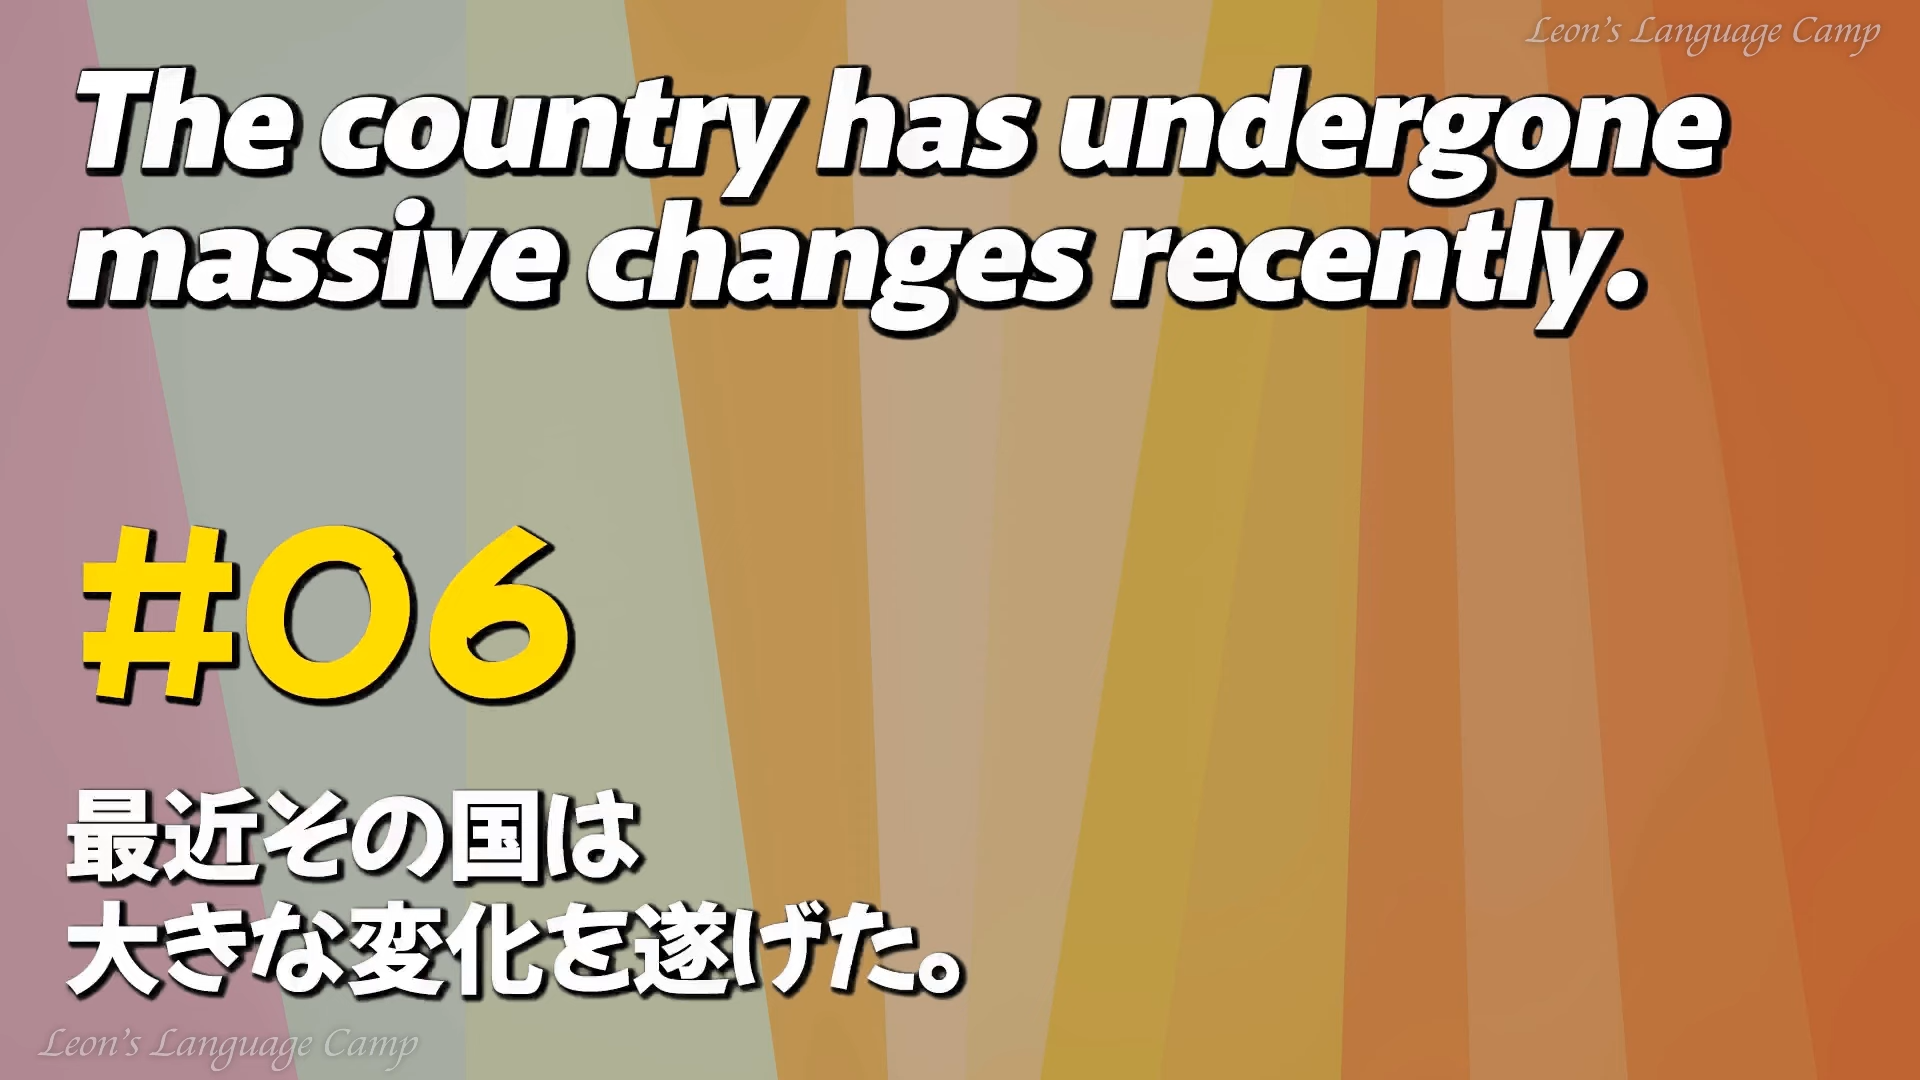 Leon's Language Camp
The country has undergone
massive changes recently.
#06
最近その国は
大きな変化を遂げた。
Leon's Language Camp